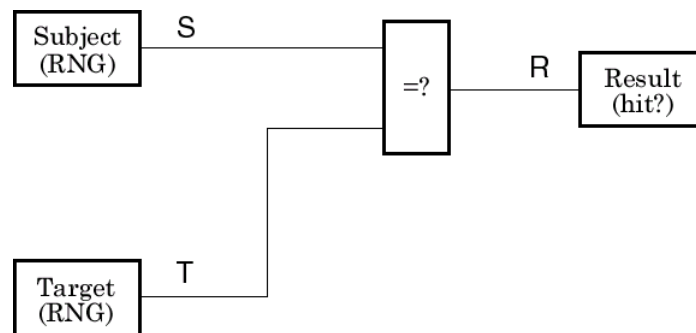 Subject
(RNG)
S
=?
R
Result
(hit?)
T
Target
(RNG)